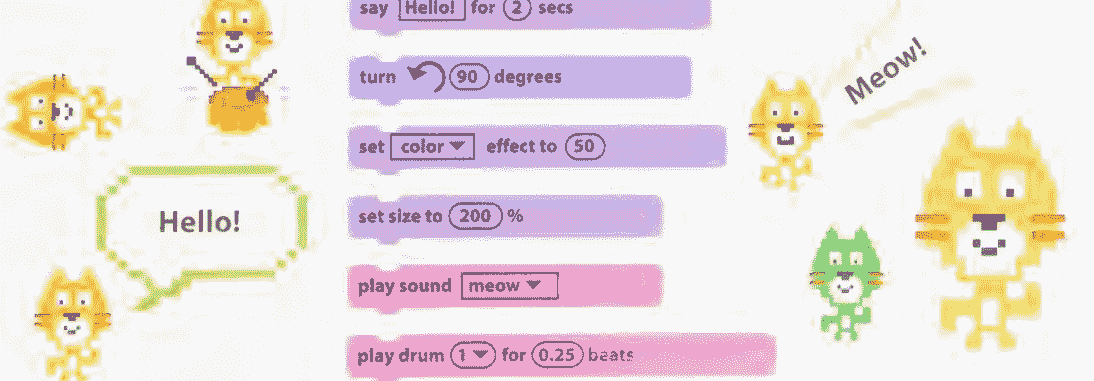 say Hello! for 2 secs
turn 90 degrees
set color effect to 50
set size to 200 %
play sound meow
play drum 1 for 0.25 beats
Hello!
Meow!